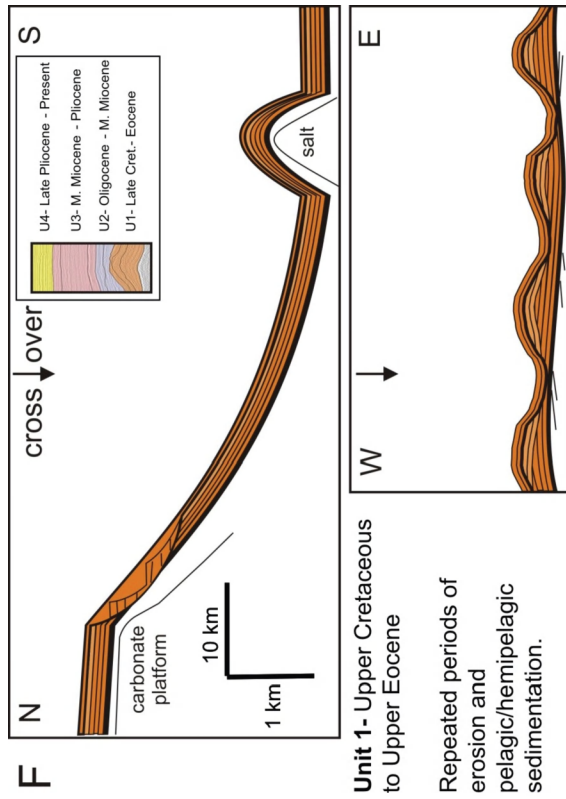 F
N
cross over
S
U4- Late Pliocene - Present
U3- M. Miocene - Pliocene
U2- Oligocene - M. Miocene
U1- Late Cret.- Eocene
carbonate
platform
salt
10 km
1 km
Unit 1- Upper Cretaceous
to Upper Eocene
Repeated periods of
erosion and
pelagic/hemipelagic
sedimentation.
W
E